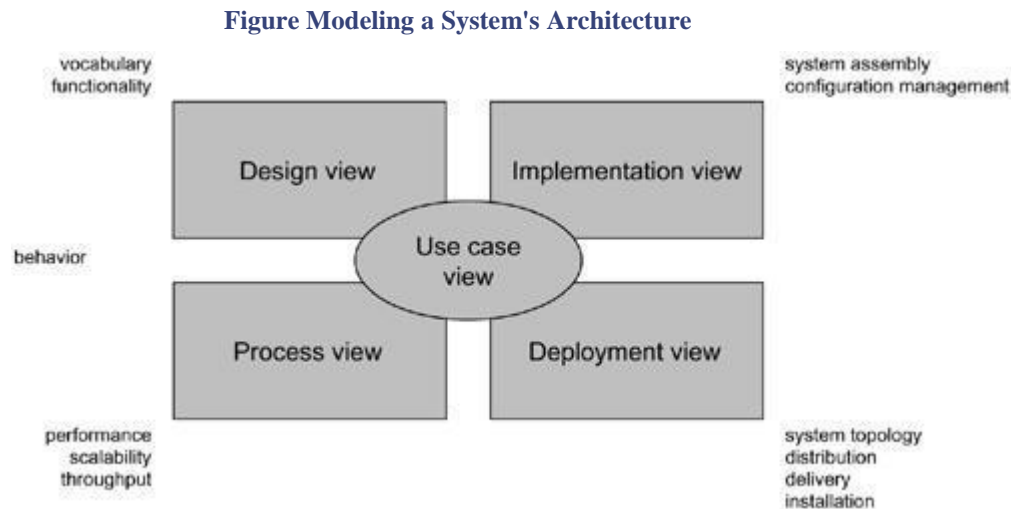 Figure Modeling a System's Architecture
vocabulary
functionality
system assembly
configuration management
Design view
Implementation view
Use case
view
behavior
Process view
Deployment view
performance
scalability
throughput
system topology
distribution
delivery
installation